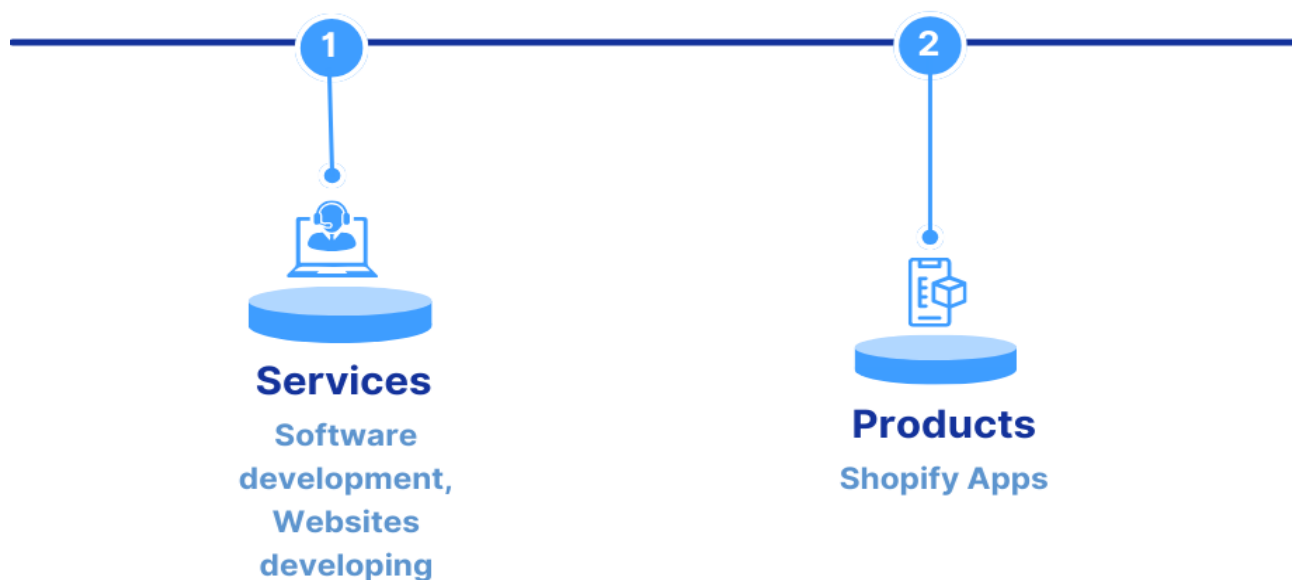 1
2
Services
Software
development,
Websites
developing
Products
Shopify Apps